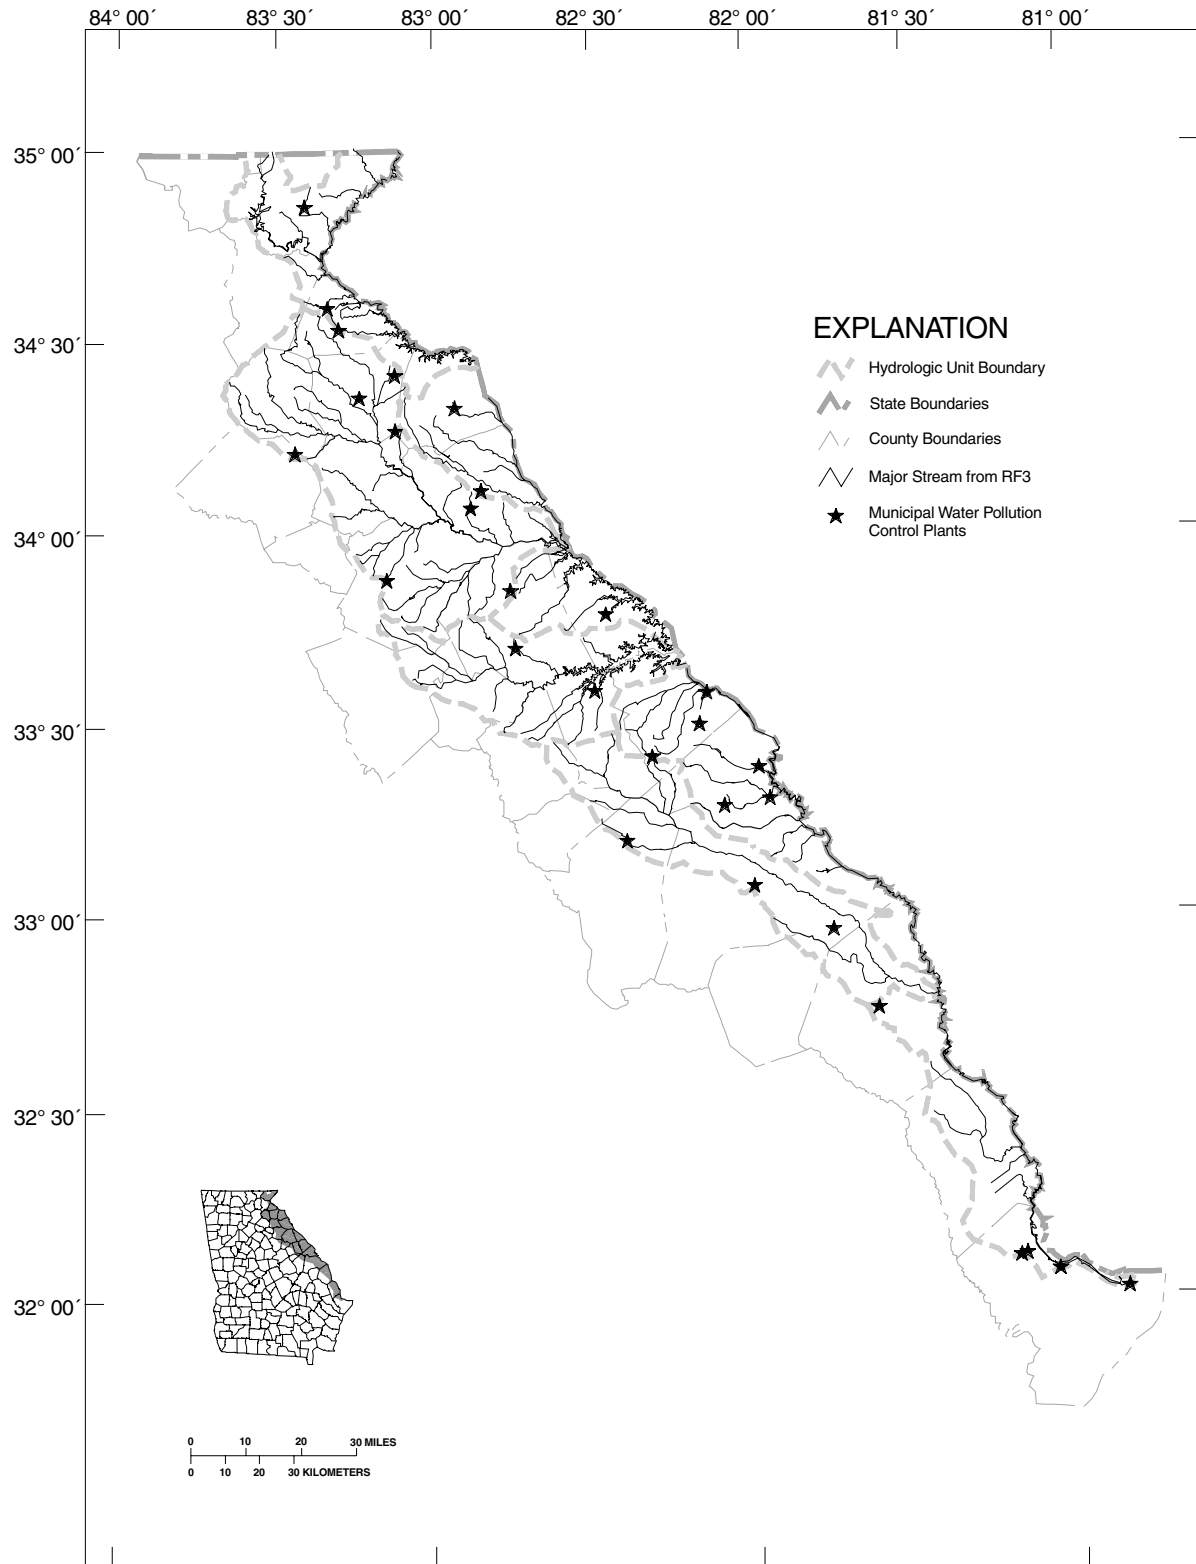 84° 00´ 83° 30´ 83° 00´ 82° 30´ 82° 00´ 81° 30´ 81° 00´
35° 00´
34° 30´
34° 00´
33° 30´
33° 00´
32° 30´
32° 00´
EXPLANATION
Hydrologic Unit Boundary
State Boundaries
County Boundaries
Major Stream from RF3
Municipal Water Pollution
Control Plants
0 10 20 30 MILES
0 10 20 30 KILOMETERS